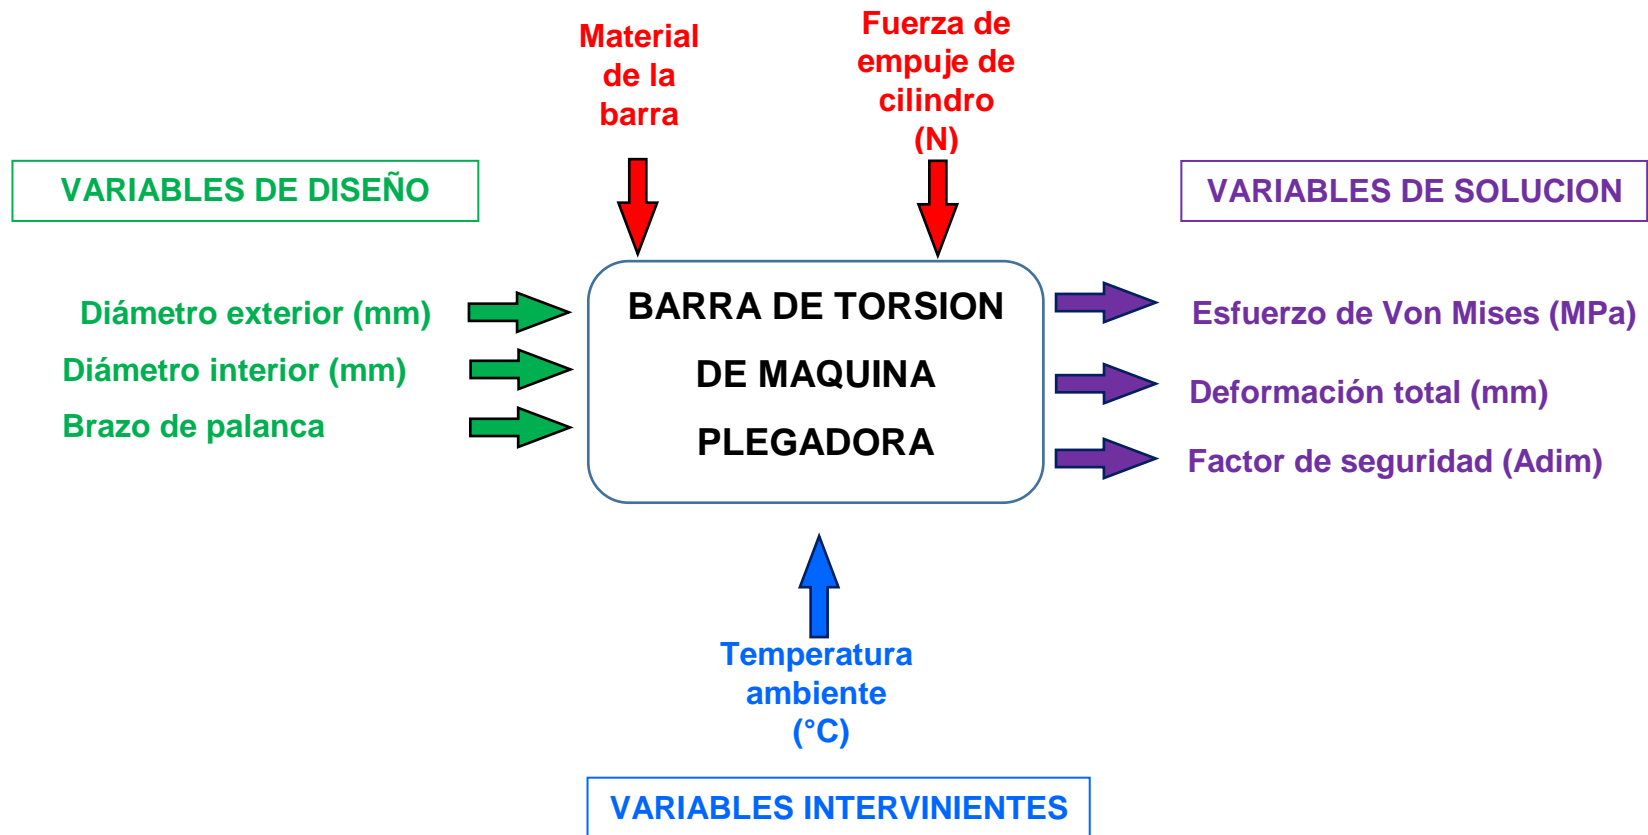 Material
de la
barra
Fuerza de
empuje de
cilindro
(N)
VARIABLES DE DISEÑO
VARIABLES DE SOLUCION
Diámetro exterior (mm)
Diámetro interior (mm)
Brazo de palanca
BARRA DE TORSION
DE MAQUINA
PLEGADORA
Esfuerzo de Von Mises (MPa)
Deformación total (mm)
Factor de seguridad (Adim)
Temperatura
ambiente
(°C)
VARIABLES INTERVINIENTES